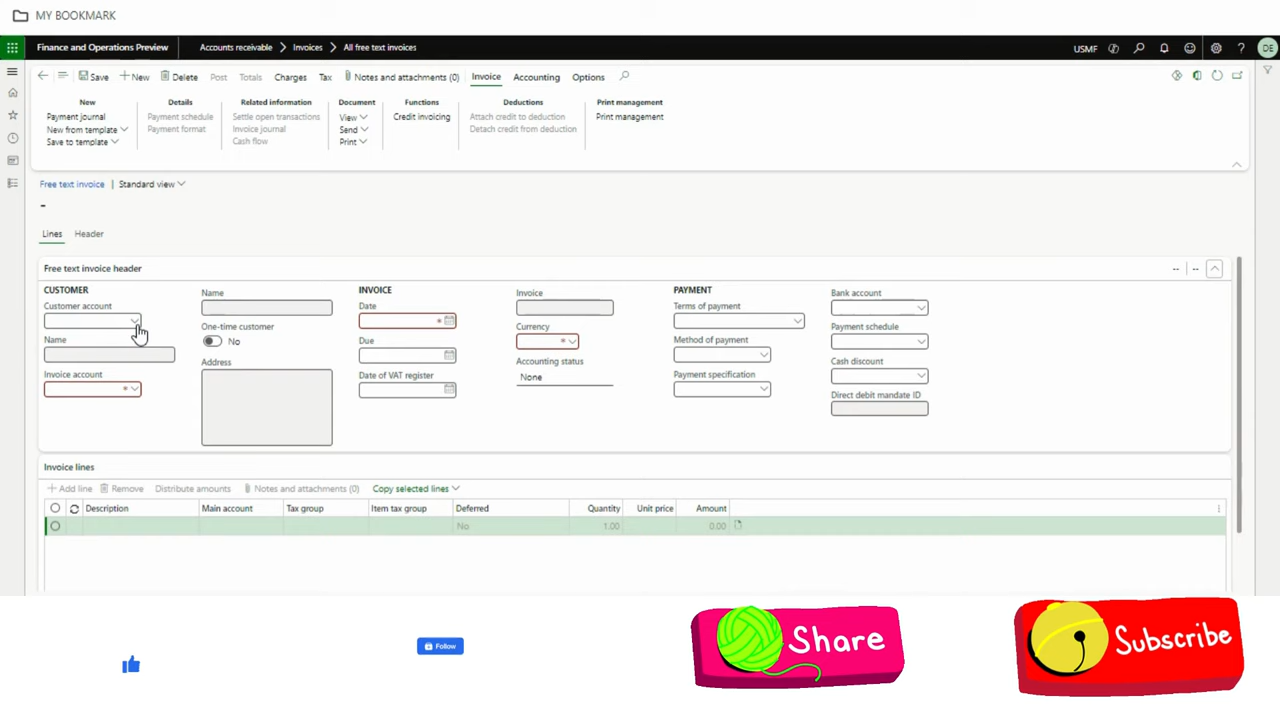 MY BOOKMARK
Finance and Operations Preview
Accounts receivable > Invoices > All free text invoices
USMF
DE
Save
New
Delete
Post
Totals
Charges
Tax
Notes and attachments (0)
Invoice
Accounting
Options
New
Payment journal
New from template
Save to template
Details
Payment schedule
Payment format
Related information
Settle open transactions
Invoice journal
Cash flow
Document
View
Send
Print
Functions
Credit invoicing
Deductions
Attach credit to deduction
Detach credit from deduction
Print management
Print management
Free text invoice | Standard view
-
Lines
Header
Free text invoice header
-- --
CUSTOMER
Customer account
Name
Invoice account
Name
One-time customer
No
Address
INVOICE
Date
Due
Date of VAT register
Invoice
Currency
Accounting status
None
PAYMENT
Terms of payment
Method of payment
Payment specification
Bank account
Payment schedule
Cash discount
Direct debit mandate ID
Invoice lines
Add line
Remove
Distribute amounts
Notes and attachments (0)
Copy selected lines
Description Main account Tax group Item tax group Deferred Quantity Unit price Amount
No 1.00 0.00
Follow
Share
Subscribe